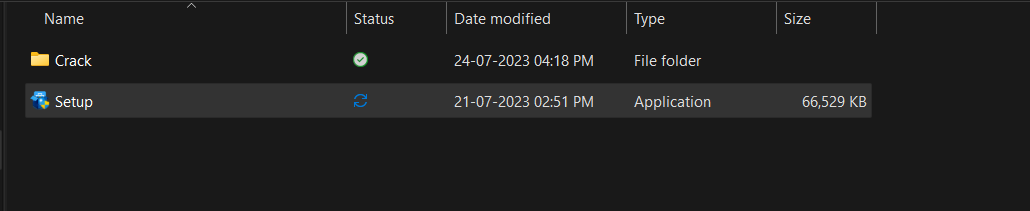 Name Status Date modified Type Size
Crack 24-07-2023 04:18 PM File folder
Setup 21-07-2023 02:51 PM Application 66,529 KB